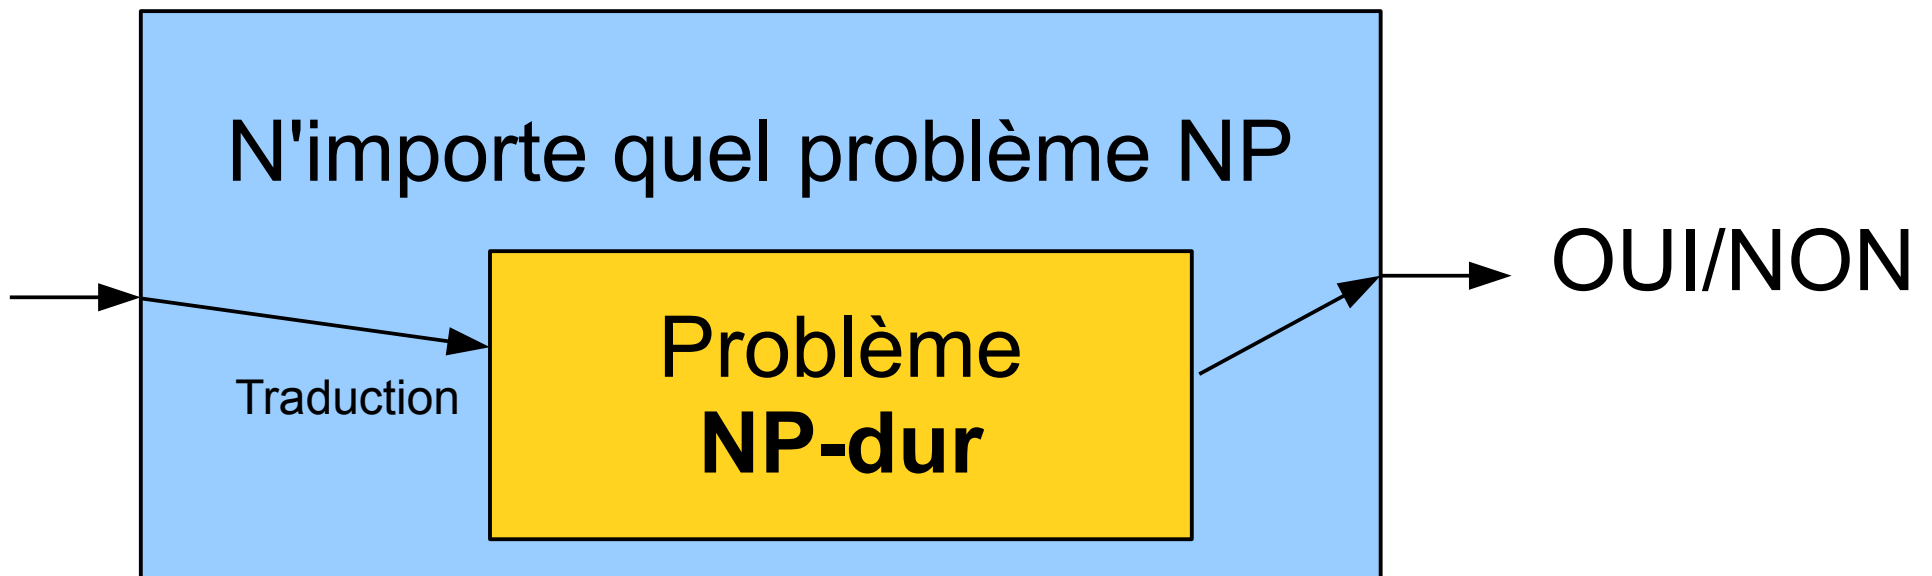 N'importe quel problème NP
OUI/NON
Problème
NP-dur
Traduction